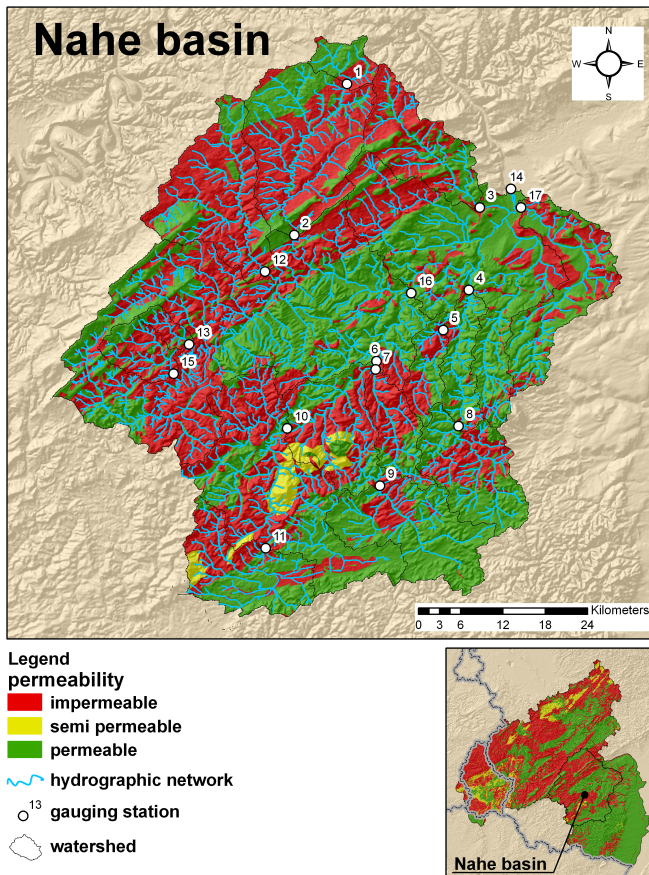 Nahe basin
N
W E
S
1
14
17
3
2
12
16
4
5
13
6
7
15
10
8
9
11
Kilometers
0 3 6 12 18 24
Legend
permeability
impermeable
semi permeable
permeable
hydrographic network
13
gauging station
watershed
Nahe basin